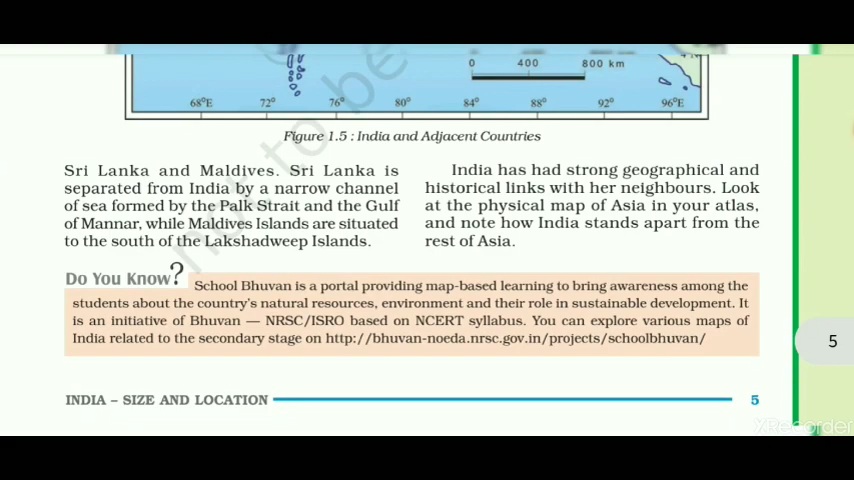 0 400 800 km
68°E 72° 76° 80° 84° 88° 92° 96°E
Figure 1.5 : India and Adjacent Countries
Sri Lanka and Maldives. Sri Lanka is
separated from India by a narrow channel
of sea formed by the Palk Strait and the Gulf
of Mannar, while Maldives Islands are situated
to the south of the Lakshadweep Islands.
India has had strong geographical and
historical links with her neighbours. Look
at the physical map of Asia in your atlas,
and note how India stands apart from the
rest of Asia.
Do You Know?
School Bhuvan is a portal providing map-based learning to bring awareness among the
students about the country's natural resources, environment and their role in sustainable development. It
is an initiative of Bhuvan — NRSC/ISRO based on NCERT syllabus. You can explore various maps of
India related to the secondary stage on http://bhuvan-noeda.nrsc.gov.in/projects/schoolbhuvan/
INDIA – SIZE AND LOCATION 5
5
not to be
XRecorder